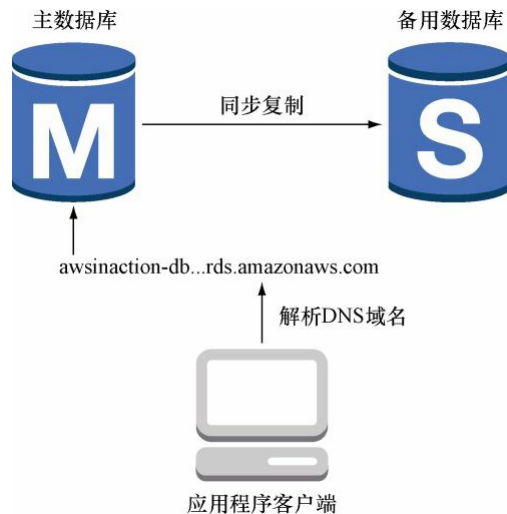 主数据库
备用数据库
M
同步复制
S
awsinaction-db...rds.amazonaws.com
解析DNS域名
应用程序客户端